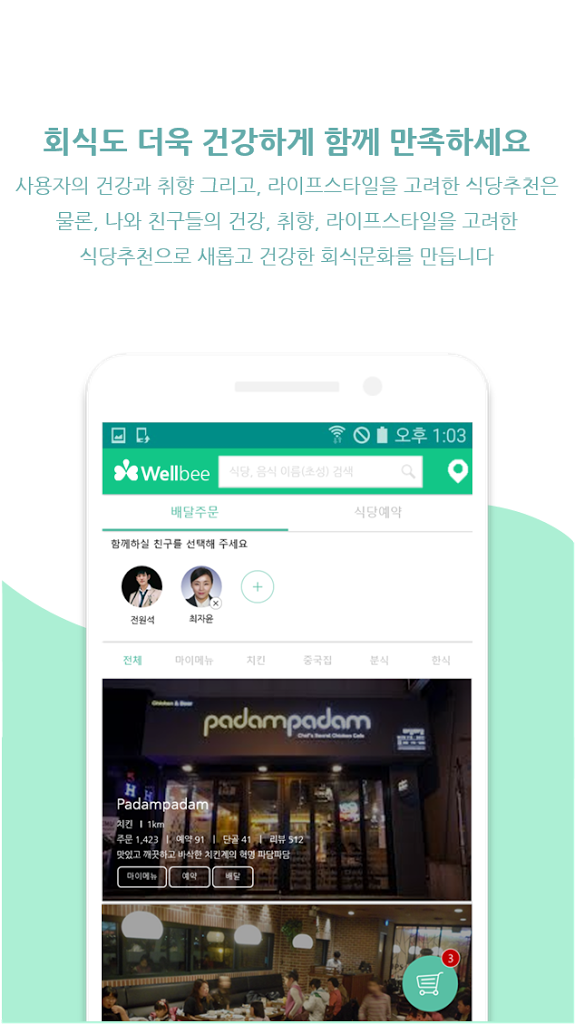 회식도 더욱 건강하게 함께 만족하세요
사용자의 건강과 취향 그리고, 라이프스타일을 고려한 식당추천은
물론, 나와 친구들의 건강, 취향, 라이프스타일을 고려한
식당추천으로 새롭고 건강한 회식문화를 만듭니다
오후 1:03
Wellbee 식당, 음식 이름(초성) 검색
배달주문 식당예약
함께하실 친구를 선택해 주세요
전원석 최자윤
전체 마이메뉴 치킨 중국집 분식 한식
Chicken & Beer
padampadam
Chef's Secret Chicken Cafe
Padampadam
치킨 | 1km
주문 1,423 | 예약 91 | 단골 41 | 리뷰 512
맛있고 깨끗하고 바삭한 치킨계의 혁명 파담파담
마이메뉴 예약 배달
3